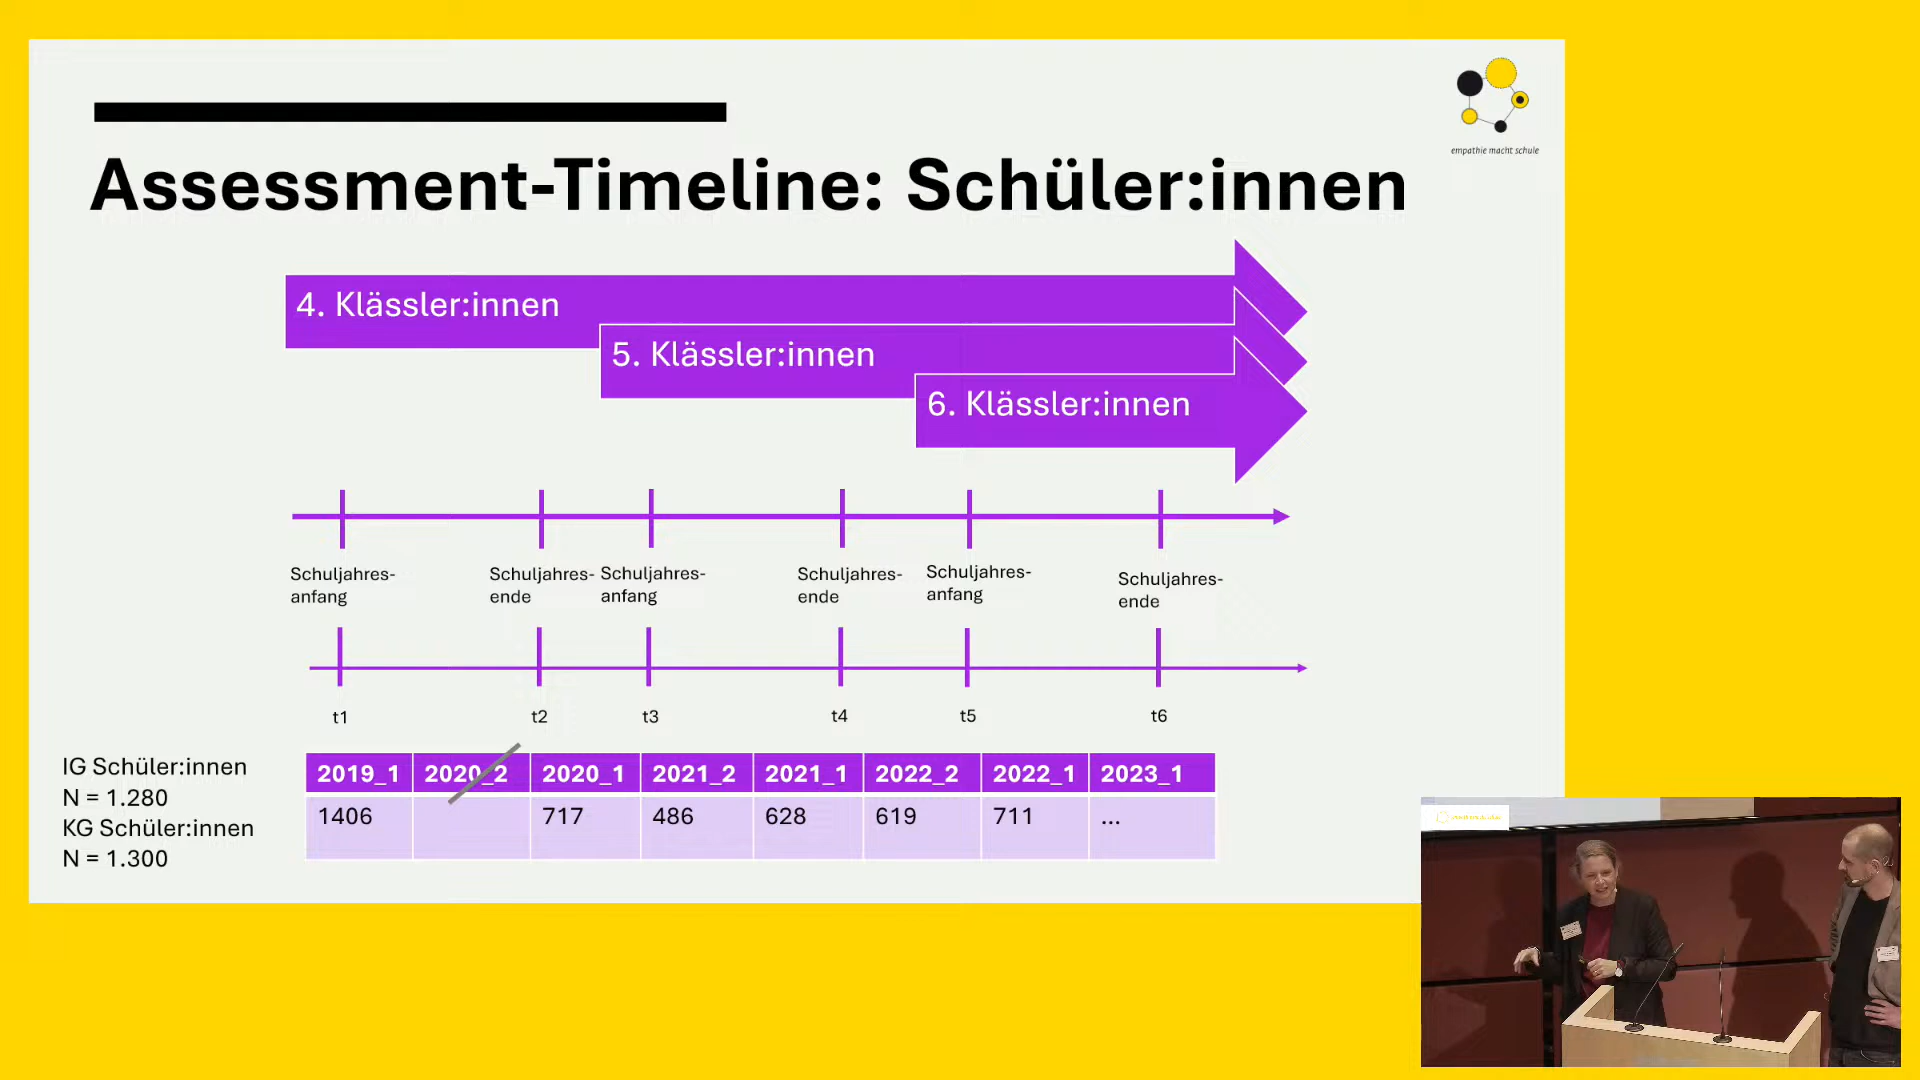 empathie macht schule
Assessment-Timeline: Schüler:innen
4. Klässler:innen
5. Klässler:innen
6. Klässler:innen
Schuljahres-
anfang
Schuljahres-
ende
Schuljahres-
anfang
Schuljahres-
ende
Schuljahres-
anfang
Schuljahres-
ende
t1 t2 t3 t4 t5 t6
IG Schüler:innen
N = 1.280
KG Schüler:innen
N = 1.300
2019_1 2020_2 2020_1 2021_2 2021_1 2022_2 2022_1 2023_1
1406 717 486 628 619 711 ...